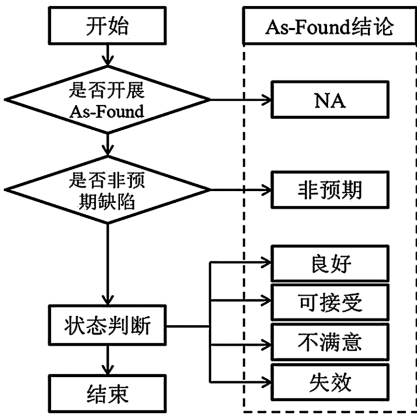 开始
As-Found结论
是否开展
As-Found
NA
是否非预
期缺陷
非预期
良好
可接受
状态判断
不满意
失效
结束